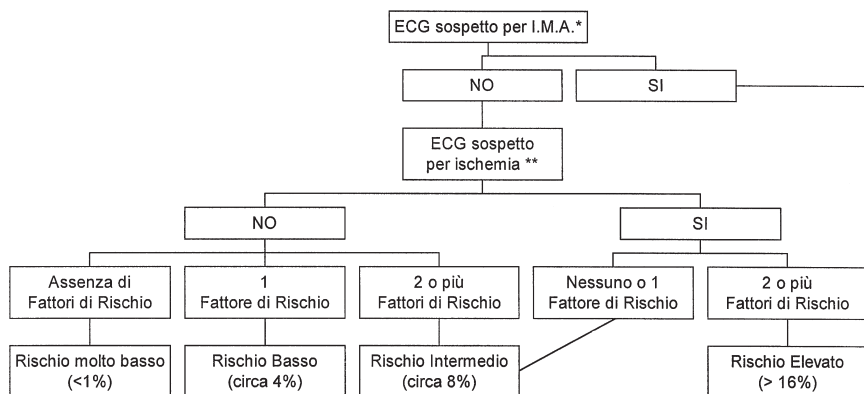 ECG sospetto per I.M.A.*
NO
SI
ECG sospetto
per ischemia **
NO
SI
Assenza di
Fattori di Rischio
1
Fattore di Rischio
2 o più
Fattori di Rischio
Nessuno o 1
Fattore di Rischio
2 o più
Fattori di Rischio
Rischio molto basso
(<1%)
Rischio Basso
(circa 4%)
Rischio Intermedio
(circa 8%)
Rischio Elevato
(> 16%)